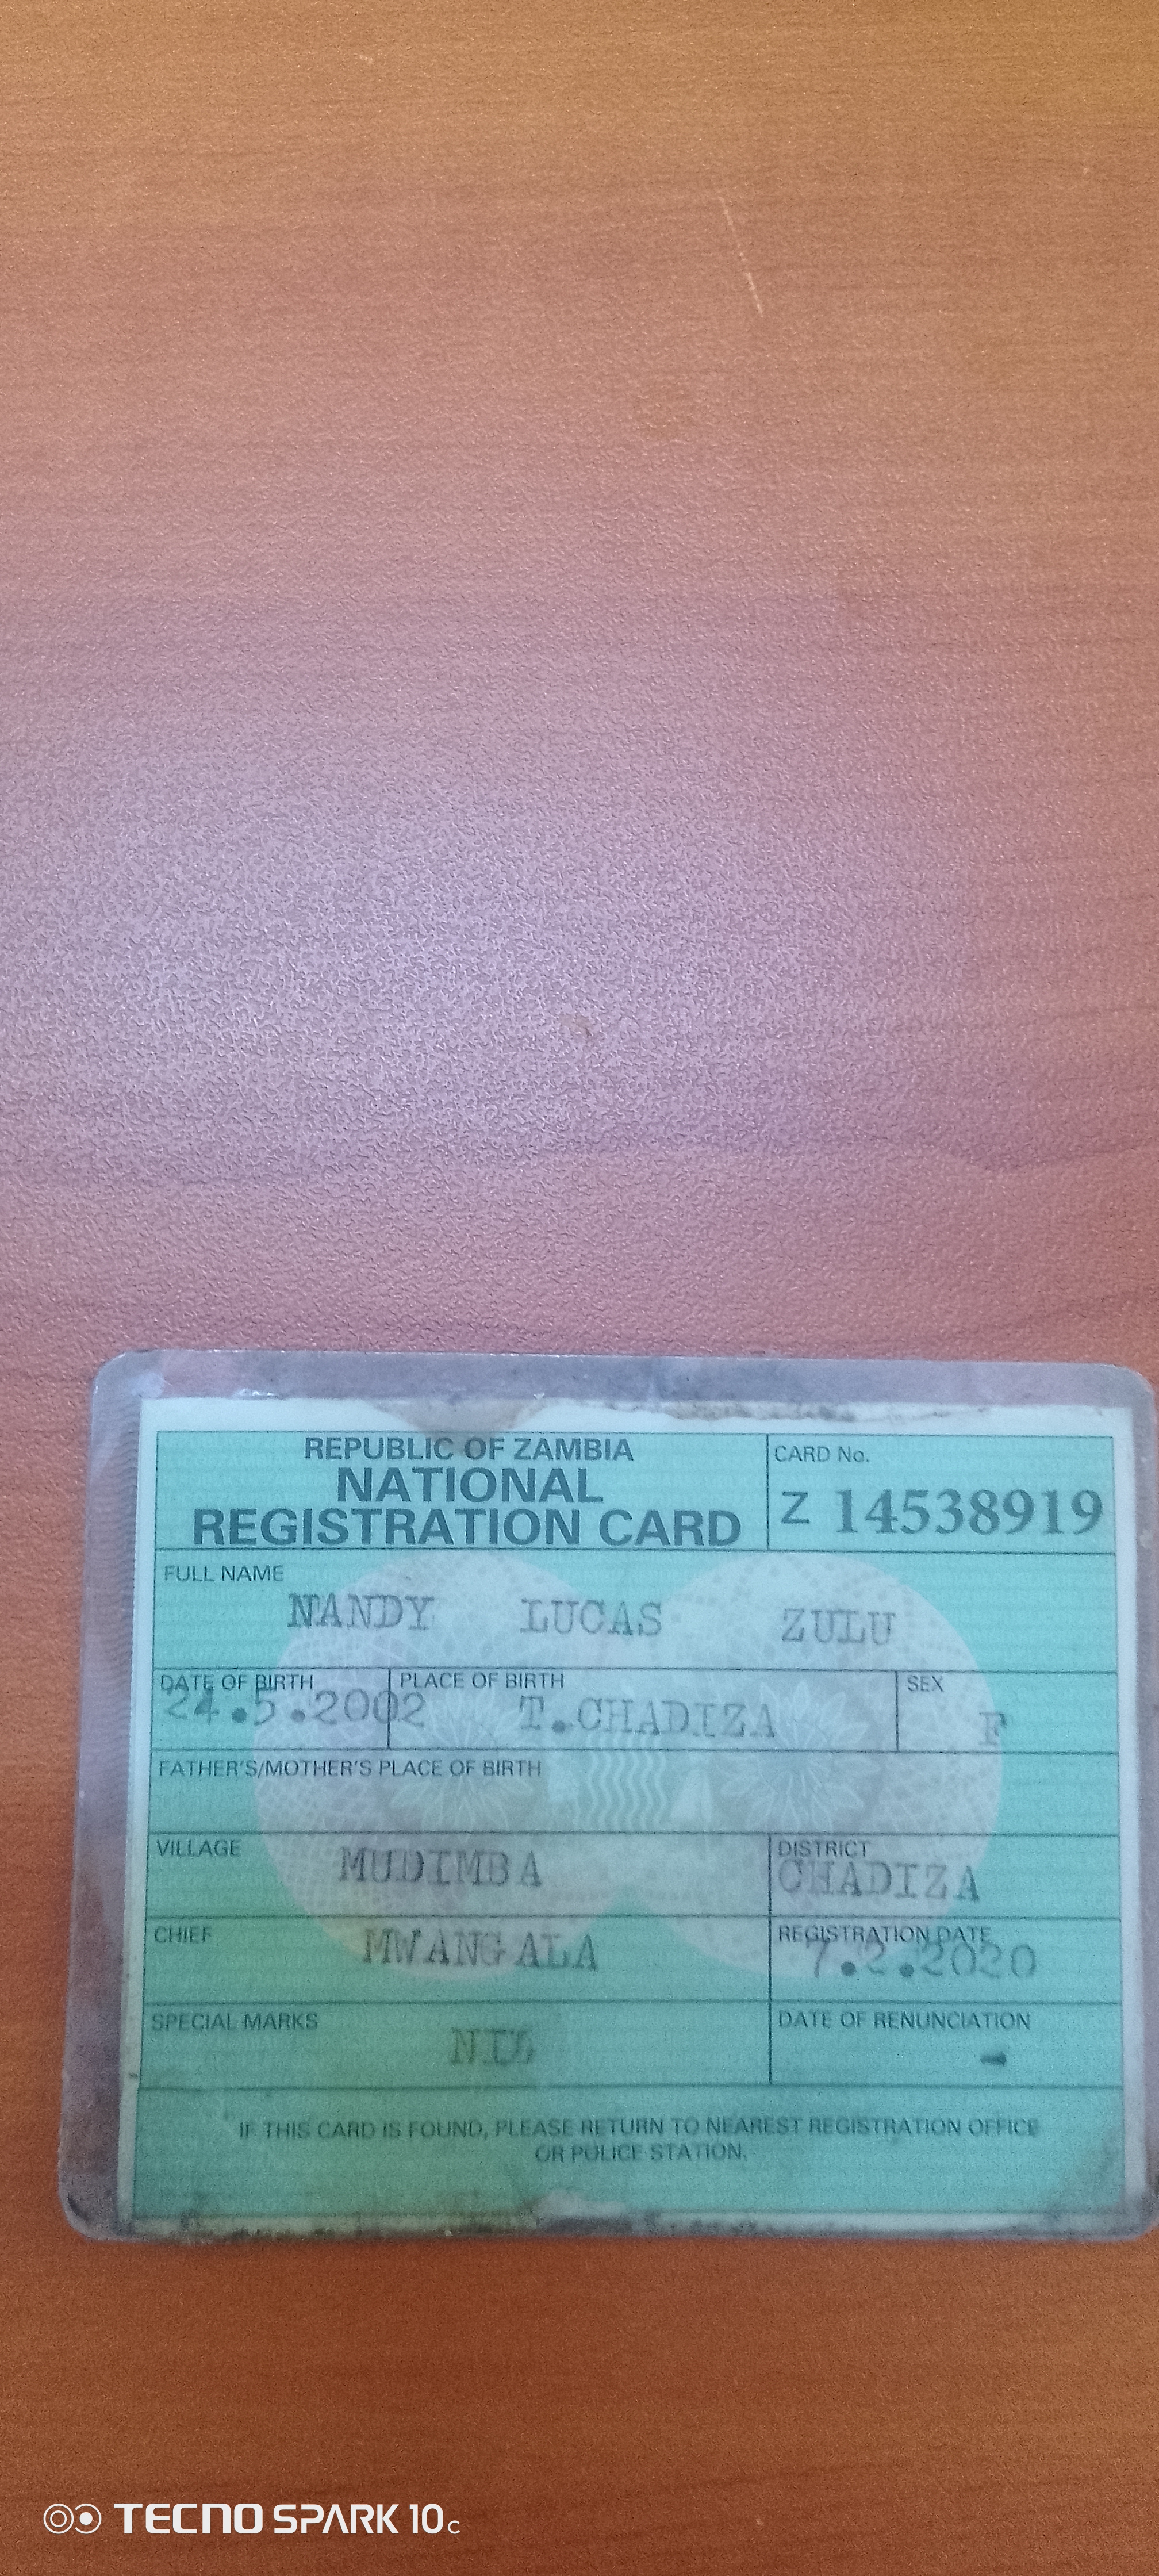 REPUBLIC OF ZAMBIA
NATIONAL
REGISTRATION CARD
CARD No.
Z 14538919
FULL NAME
NANDY LUCAS ZULU
DATE OF BIRTH
24.5.2002
PLACE OF BIRTH
T.CHADIZA
SEX
F
FATHER'S/MOTHER'S PLACE OF BIRTH
VILLAGE
MUDIMBA
DISTRICT
CHADIZA
CHIEF
MWANGALA
REGISTRATION DATE
7.2.2020
SPECIAL MARKS
NIL
DATE OF RENUNCIATION
-
IF THIS CARD IS FOUND, PLEASE RETURN TO NEAREST REGISTRATION OFFICE
OR POLICE STATION.
TECNO SPARK 10c